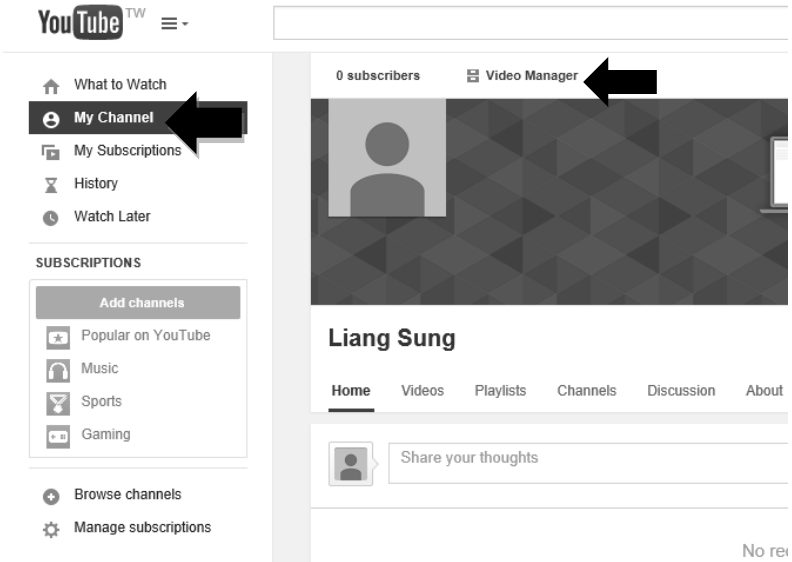 YouTube TW
0 subscribers Video Manager
What to Watch
My Channel
My Subscriptions
History
Watch Later
SUBSCRIPTIONS
Add channels
Popular on YouTube
Music
Sports
Gaming
Browse channels
Manage subscriptions
Liang Sung
Home Videos Playlists Channels Discussion About
Share your thoughts
No